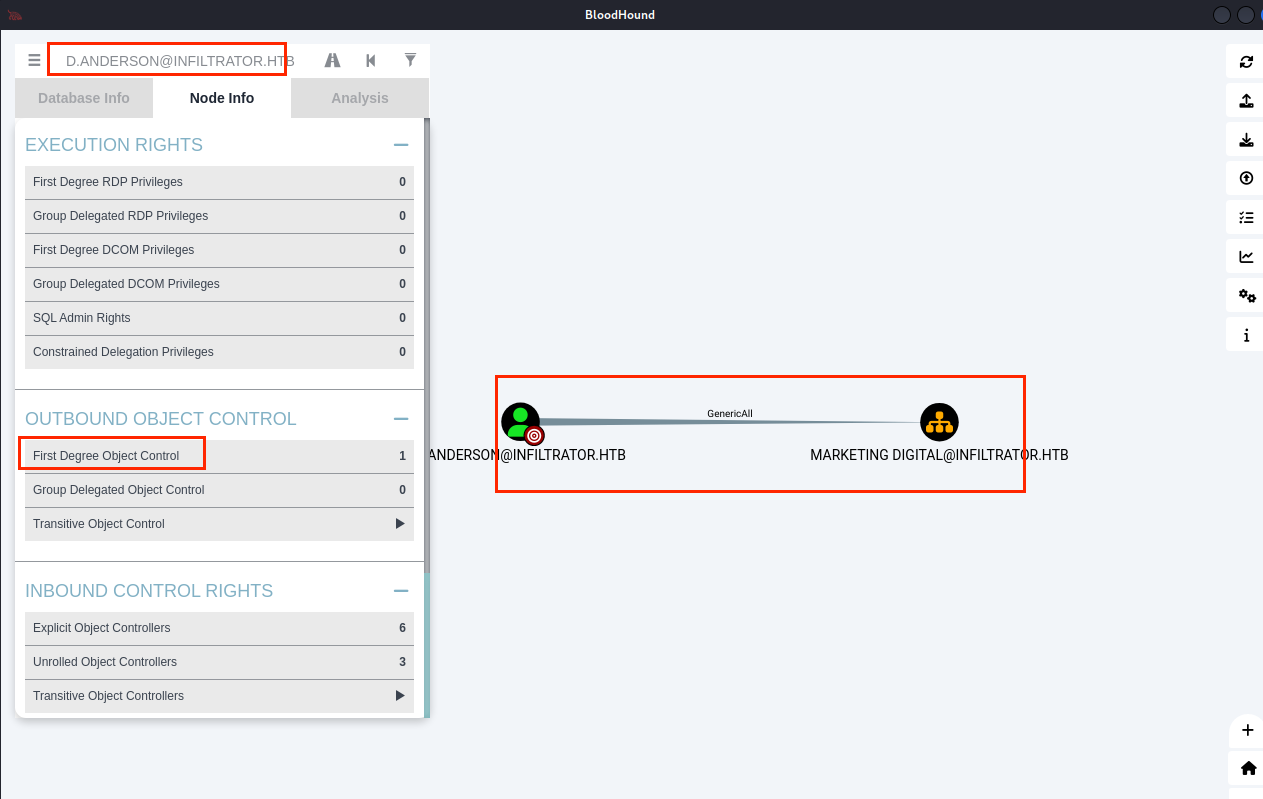 BloodHound
D.ANDERSON@INFILTRATOR.HTB
Database Info
Node Info
Analysis
EXECUTION RIGHTS
First Degree RDP Privileges 0
Group Delegated RDP Privileges 0
First Degree DCOM Privileges 0
Group Delegated DCOM Privileges 0
SQL Admin Rights 0
Constrained Delegation Privileges 0
OUTBOUND OBJECT CONTROL
First Degree Object Control 1
Group Delegated Object Control 0
Transitive Object Control
INBOUND CONTROL RIGHTS
Explicit Object Controllers 6
Unrolled Object Controllers 3
Transitive Object Controllers
GenericAll
ANDERSON@INFILTRATOR.HTB
MARKETING DIGITAL@INFILTRATOR.HTB